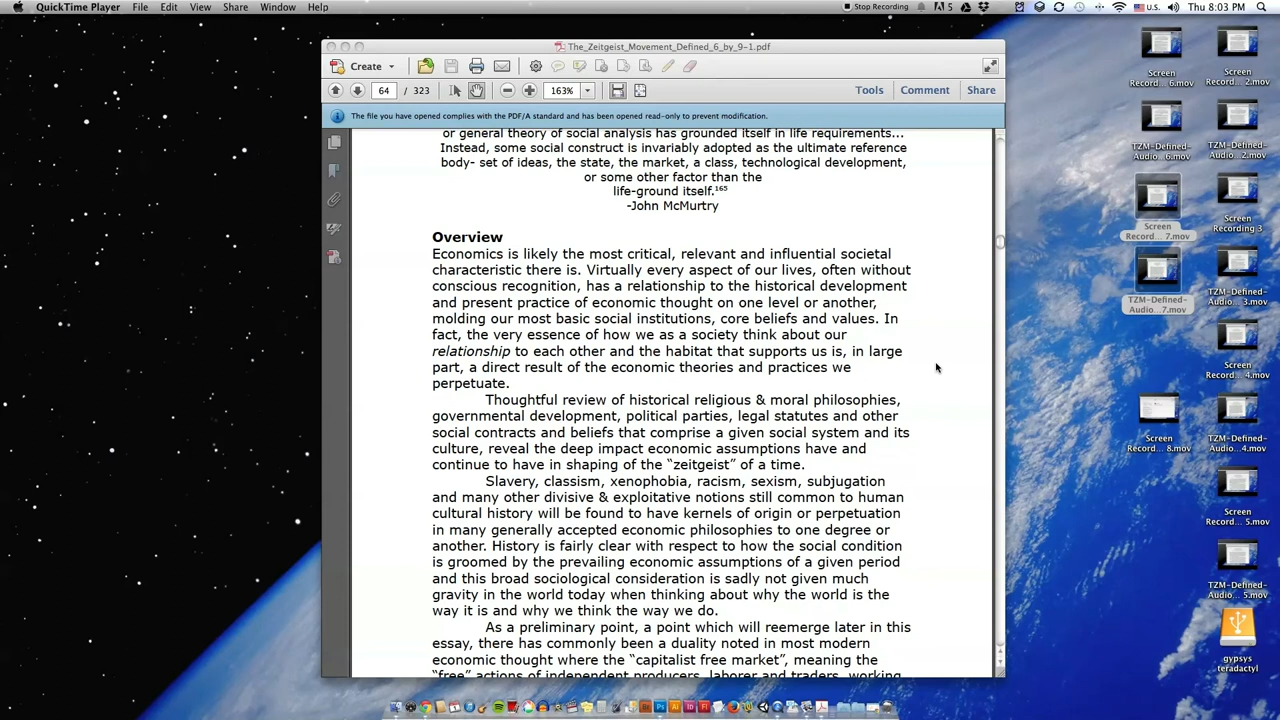 QuickTime Player File Edit View Share Window Help
Stop Recording 5 U.S. Thu 8:03 PM
The_Zeitgeist_Movement_Defined_6_by_9-1.pdf
Create
64 / 323 163% Tools Comment Share
The file you have opened complies with the PDF/A standard and has been opened read-only to prevent modification.
or general theory of social analysis has grounded itself in life requirements...
Instead, some social construct is invariably adopted as the ultimate reference
body- set of ideas, the state, the market, a class, technological development,
or some other factor than the
life-ground itself.165
-John McMurtry
Overview
Economics is likely the most critical, relevant and influential societal
characteristic there is. Virtually every aspect of our lives, often without
conscious recognition, has a relationship to the historical development
and present practice of economic thought on one level or another,
molding our most basic social institutions, core beliefs and values. In
fact, the very essence of how we as a society think about our
relationship to each other and the habitat that supports us is, in large
part, a direct result of the economic theories and practices we
perpetuate.
Thoughtful review of historical religious & moral philosophies,
governmental development, political parties, legal statutes and other
social contracts and beliefs that comprise a given social system and its
culture, reveal the deep impact economic assumptions have and
continue to have in shaping of the “zeitgeist” of a time.
Slavery, classism, xenophobia, racism, sexism, subjugation
and many other divisive & exploitative notions still common to human
cultural history will be found to have kernels of origin or perpetuation
in many generally accepted economic philosophies to one degree or
another. History is fairly clear with respect to how the social condition
is groomed by the prevailing economic assumptions of a given period
and this broad sociological consideration is sadly not given much
gravity in the world today when thinking about why the world is the
way it is and why we think the way we do.
As a preliminary point, a point which will reemerge later in this
essay, there has commonly been a duality noted in most modern
economic thought where the “capitalist free market”, meaning the
“free” action of independent producers, laborer and traders, working
Screen
Record... 6.mov
Screen
Record... 2.mov
TZM-Defined-
Audio... 6.mov
TZM-Defined-
Audio... 2.mov
Screen
Record... 7.mov
Screen
Recording 3
TZM-Defined-
Audio... 7.mov
TZM-Defined-
Audio... 3.mov
Screen
Record... 4.mov
Screen
Record... 8.mov
TZM-Defined-
Audio... 4.mov
Screen
Record... 5.mov
TZM-Defined-
Audio... 5.mov
gypsys
teradactyl